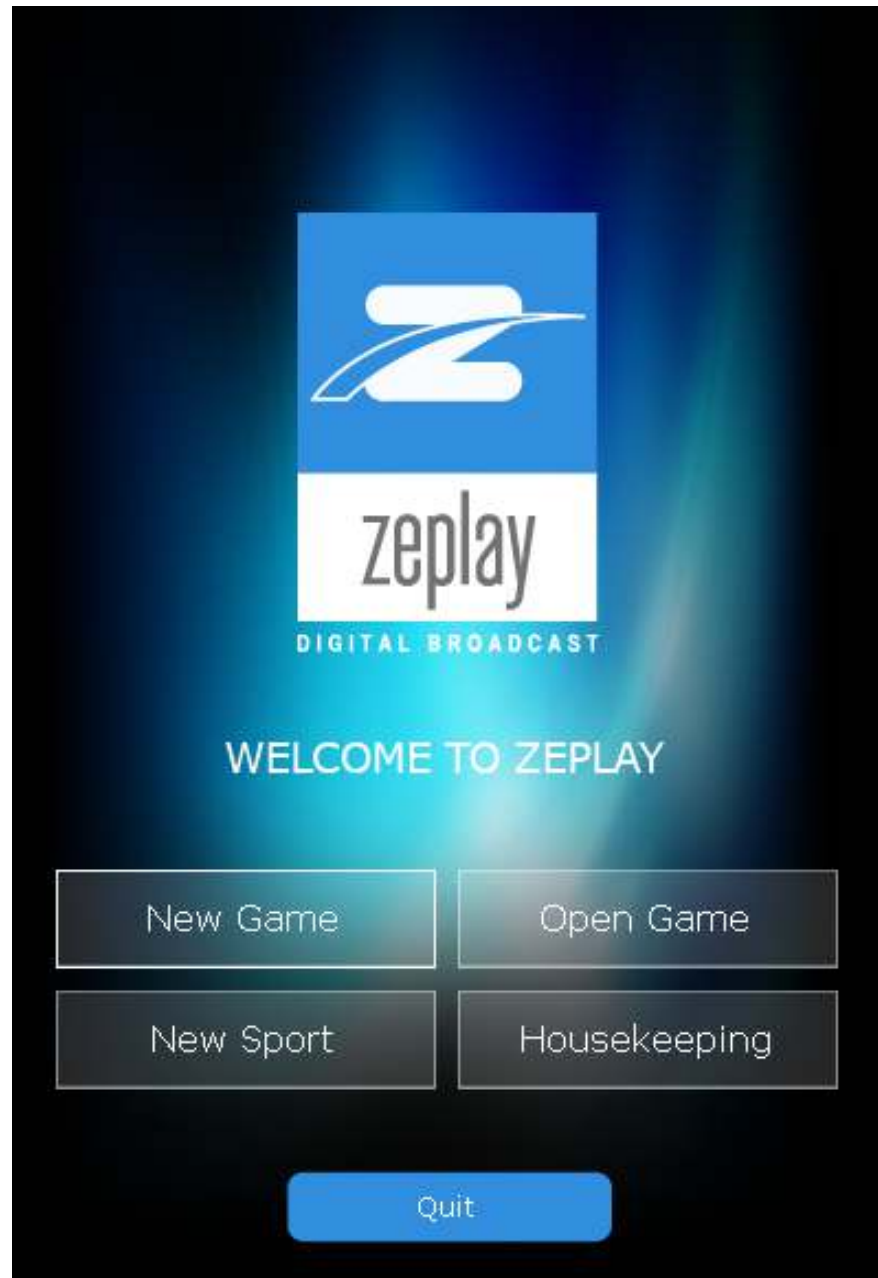 Z
zeplay
DIGITAL BROADCAST
WELCOME TO ZEPLAY
New Game
Open Game
New Sport
Housekeeping
Quit